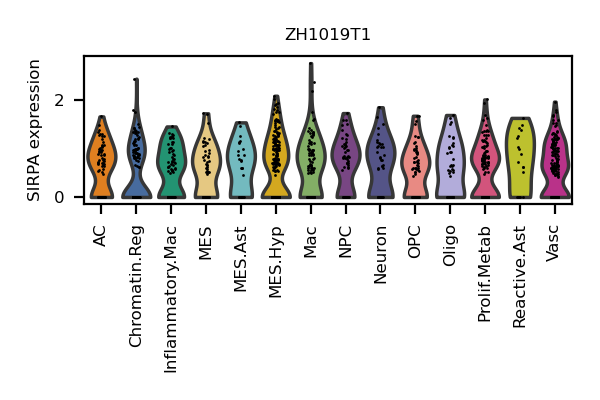 ZH1019T1
SIRPA expression
2
0
AC
Chromatin.Reg
Inflammatory.Mac
MES
MES.Ast
MES.Hyp
Mac
NPC
Neuron
OPC
Oligo
Prolif.Metab
Reactive.Ast
Vasc